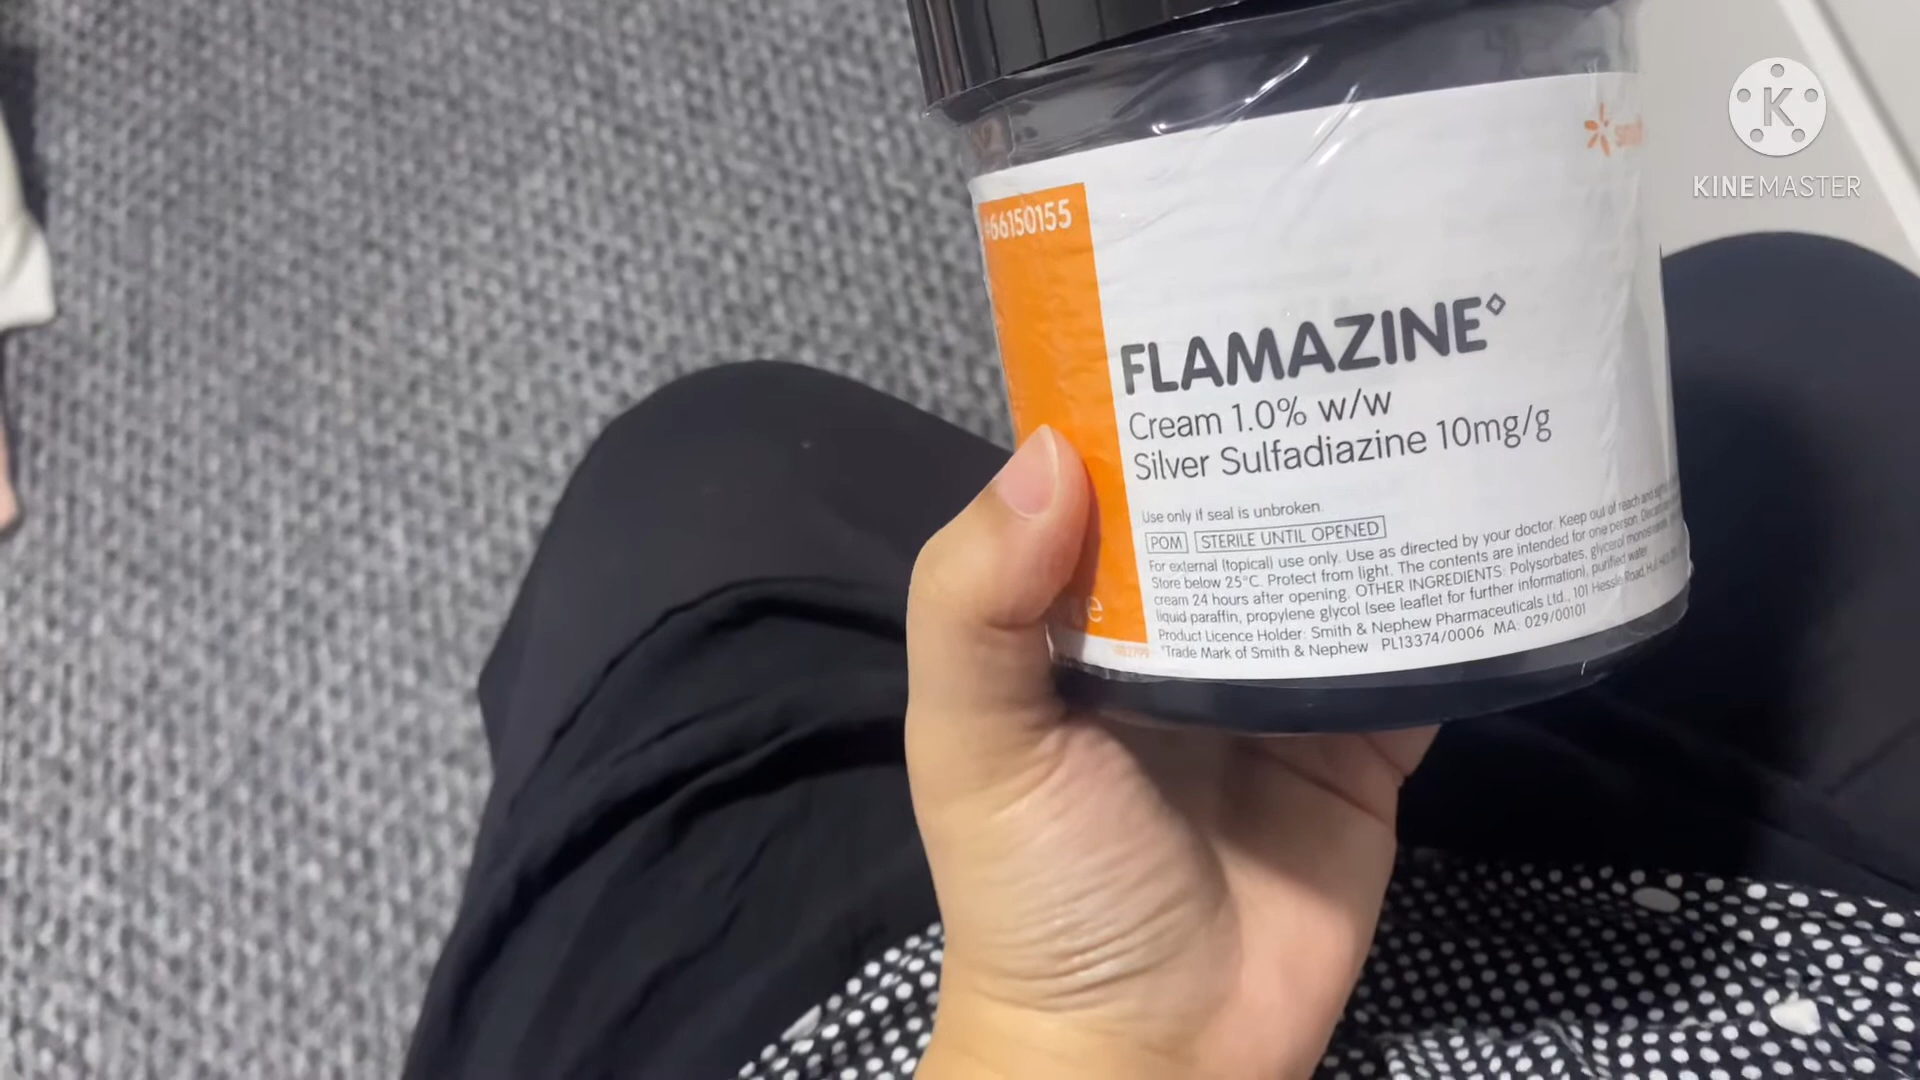 KINEMASTER
#66150155
FLAMAZINE◊
Cream 1.0% w/w
Silver Sulfadiazine 10mg/g
Use only if seal is unbroken.
POM STERILE UNTIL OPENED
For external (topical) use only. Use as directed by your doctor. Keep out of reach and
Store below 25°C. Protect from light. The contents are intended for one person.
cream 24 hours after opening. OTHER INGREDIENTS: Polysorbates, glycerol
liquid paraffin, propylene glycol (see leaflet for further information), purified water
Product Licence Holder: Smith & Nephew Pharmaceuticals Ltd., 101 Hessle Road,
◊Trade Mark of Smith & Nephew PL13374/0006 MA: 029/00101